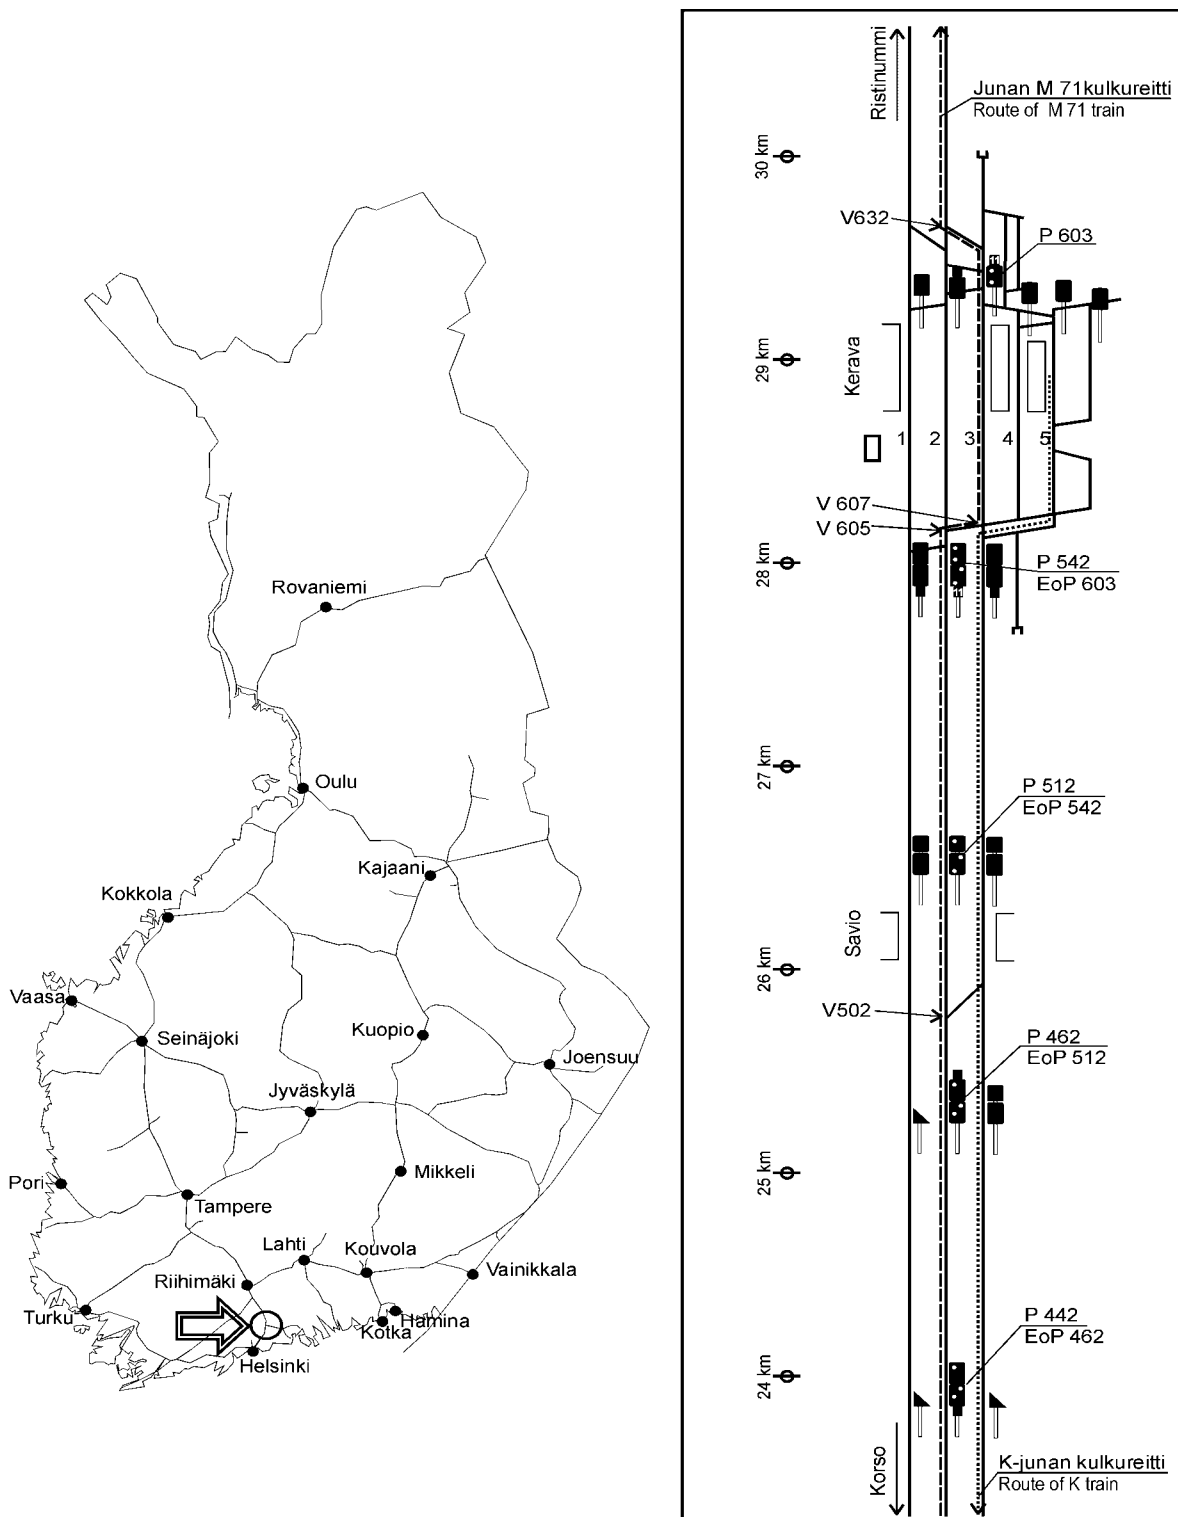 Rovaniemi
Oulu
Kajaani
Kokkola
Vaasa
Seinäjoki
Kuopio
Joensuu
Jyväskylä
Pori
Mikkeli
Tampere
Lahti
Kouvola
Vainikkala
Riihimäki
Turku
Hamina
Kotka
Helsinki
Ristinummi
Junan M 71kulkureitti
Route of M 71 train
30 km
V632
P 603
29 km
Kerava
1
2
3
4
5
V 607
V 605
28 km
P 542
EoP 603
27 km
P 512
EoP 542
Savio
26 km
V502
P 462
EoP 512
25 km
P 442
EoP 462
24 km
Korso
K-junan kulkureitti
Route of K train